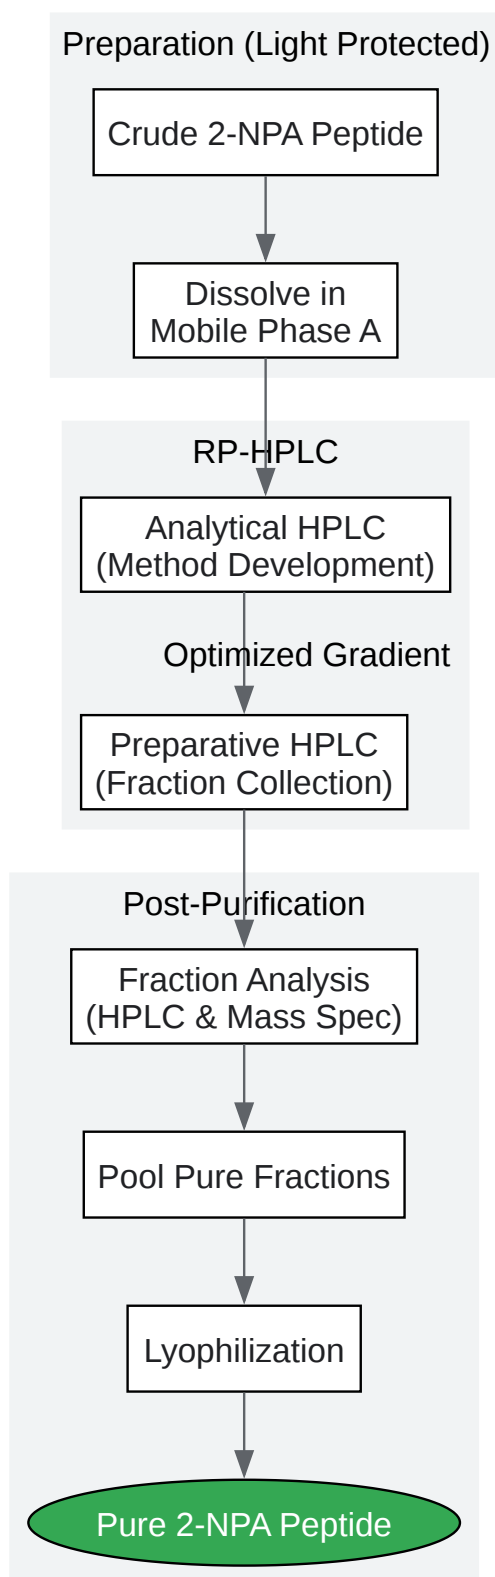 Preparation (Light Protected)
Crude 2-NPA Peptide
Dissolve in
Mobile Phase A
RP-HPLC
Analytical HPLC
(Method Development)
Optimized Gradient
Preparative HPLC
(Fraction Collection)
Post-Purification
Fraction Analysis
(HPLC & Mass Spec)
Pool Pure Fractions
Lyophilization
Pure 2-NPA Peptide